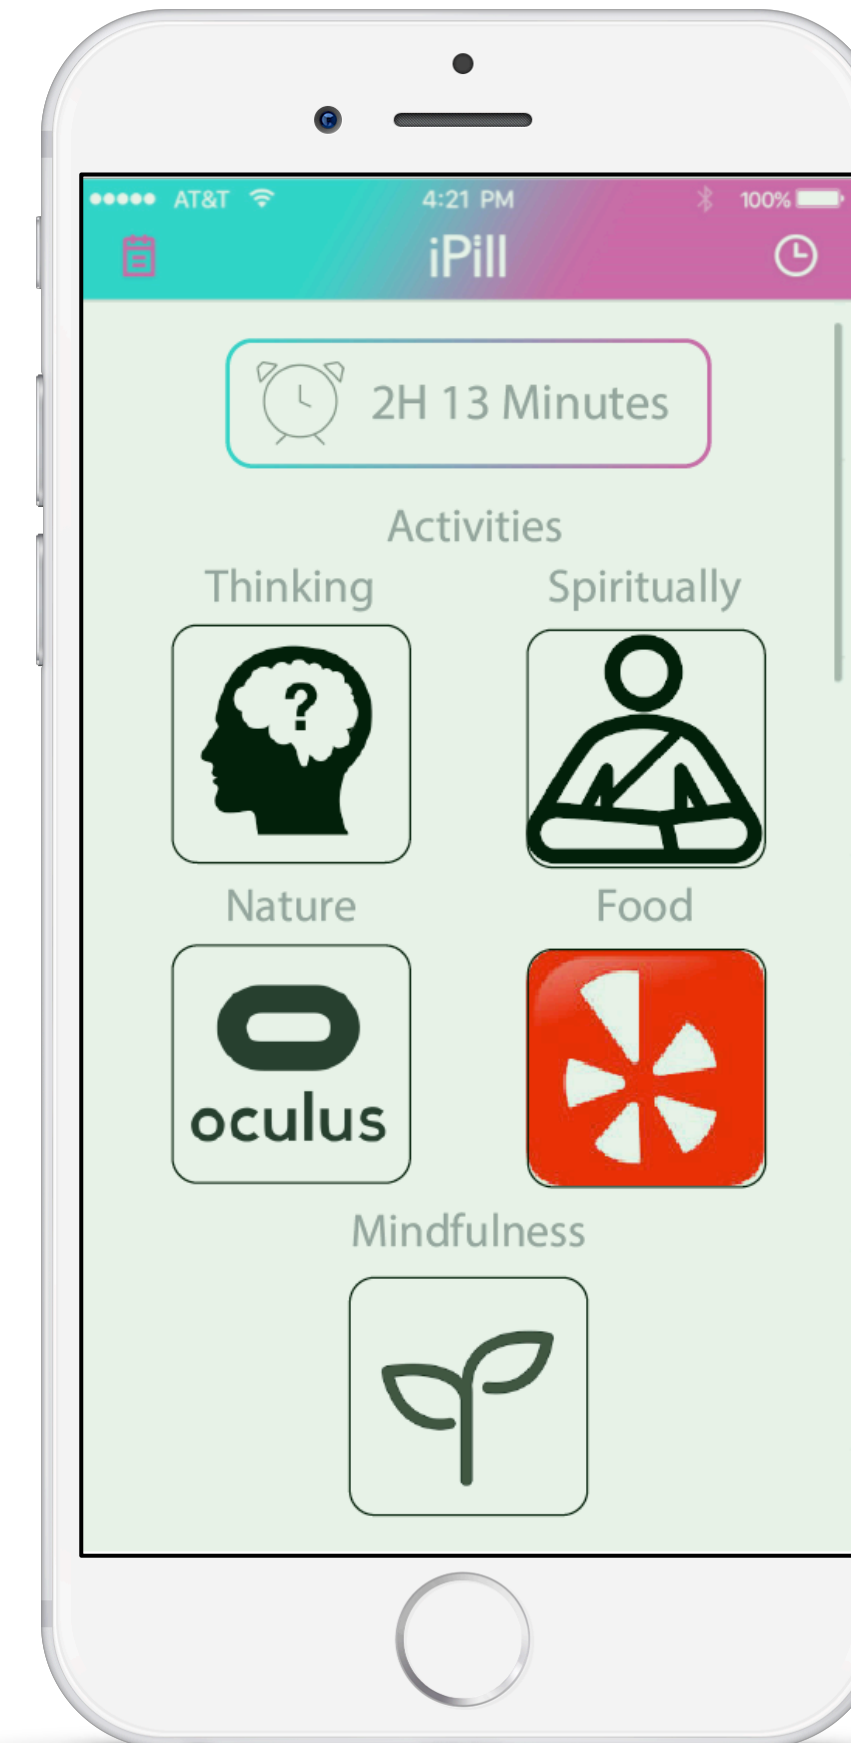 AT&T 4:21 PM 100%
iPill
2H 13 Minutes
Activities
Thinking Spiritually
?
Nature Food
oculus
Mindfulness